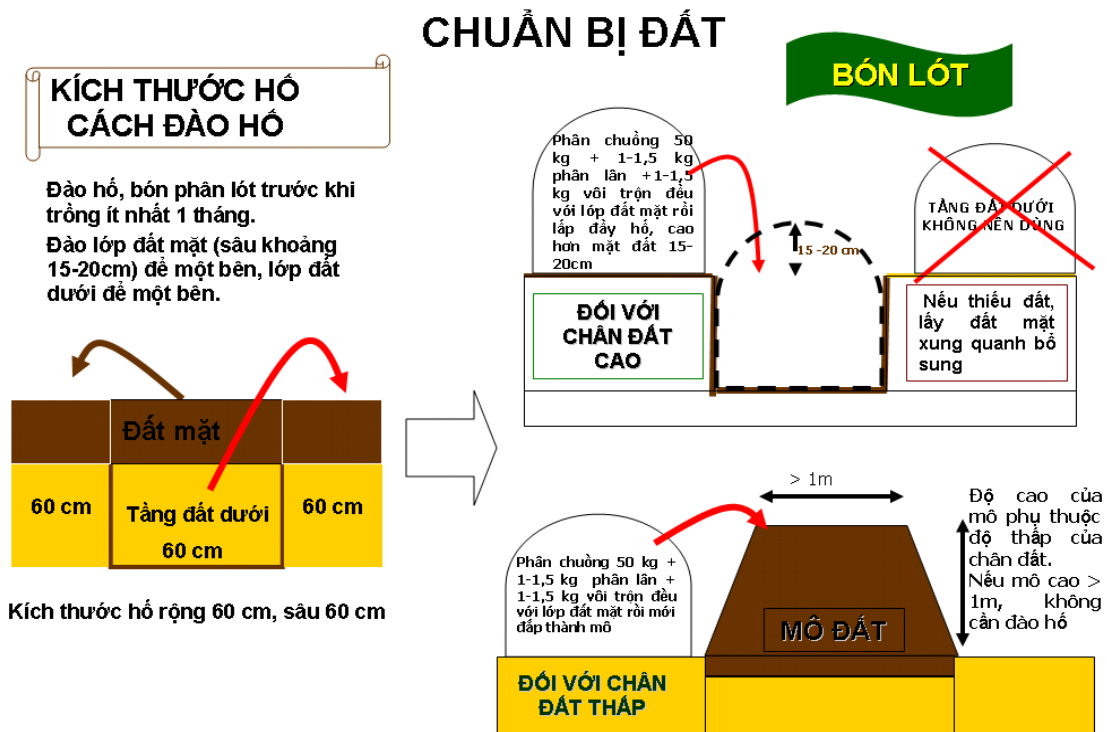 CHUẨN BỊ ĐẤT
KÍCH THƯỚC HỐ
CÁCH ĐÀO HỐ
Đào hố, bón phân lót trước khi
trồng ít nhất 1 tháng.
Đào lớp đất mặt (sâu khoảng
15-20cm) để một bên, lớp đất
dưới để một bên.
Đất mặt
60 cm
Tầng đất dưới
60 cm
60 cm
Kích thước hố rộng 60 cm, sâu 60 cm
BÓN LÓT
Phân chuồng 50
kg + 1-1,5 kg
phân lân +1-1,5
kg vôi trộn đều
với lớp đất mặt rồi
lấp đầy hố, cao
hơn mặt đất 15-
20cm
15 -20 cm
TẦNG ĐẤT DƯỚI
KHÔNG NÊN DÙNG
ĐỐI VỚI
CHÂN ĐẤT
CAO
Nếu thiếu đất,
lấy đất mặt
xung quanh bổ
sung
> 1m
Phân chuồng 50 kg +
1-1,5 kg phân lân +
1-1,5 kg vôi trộn đều
với lớp đất mặt rồi mới
đắp thành mô
MÔ ĐẤT
Độ cao của
mô phụ thuộc
độ thấp của
chân đất.
Nếu mô cao >
1m, không
cần đào hố
ĐỐI VỚI CHÂN
ĐẤT THẤP